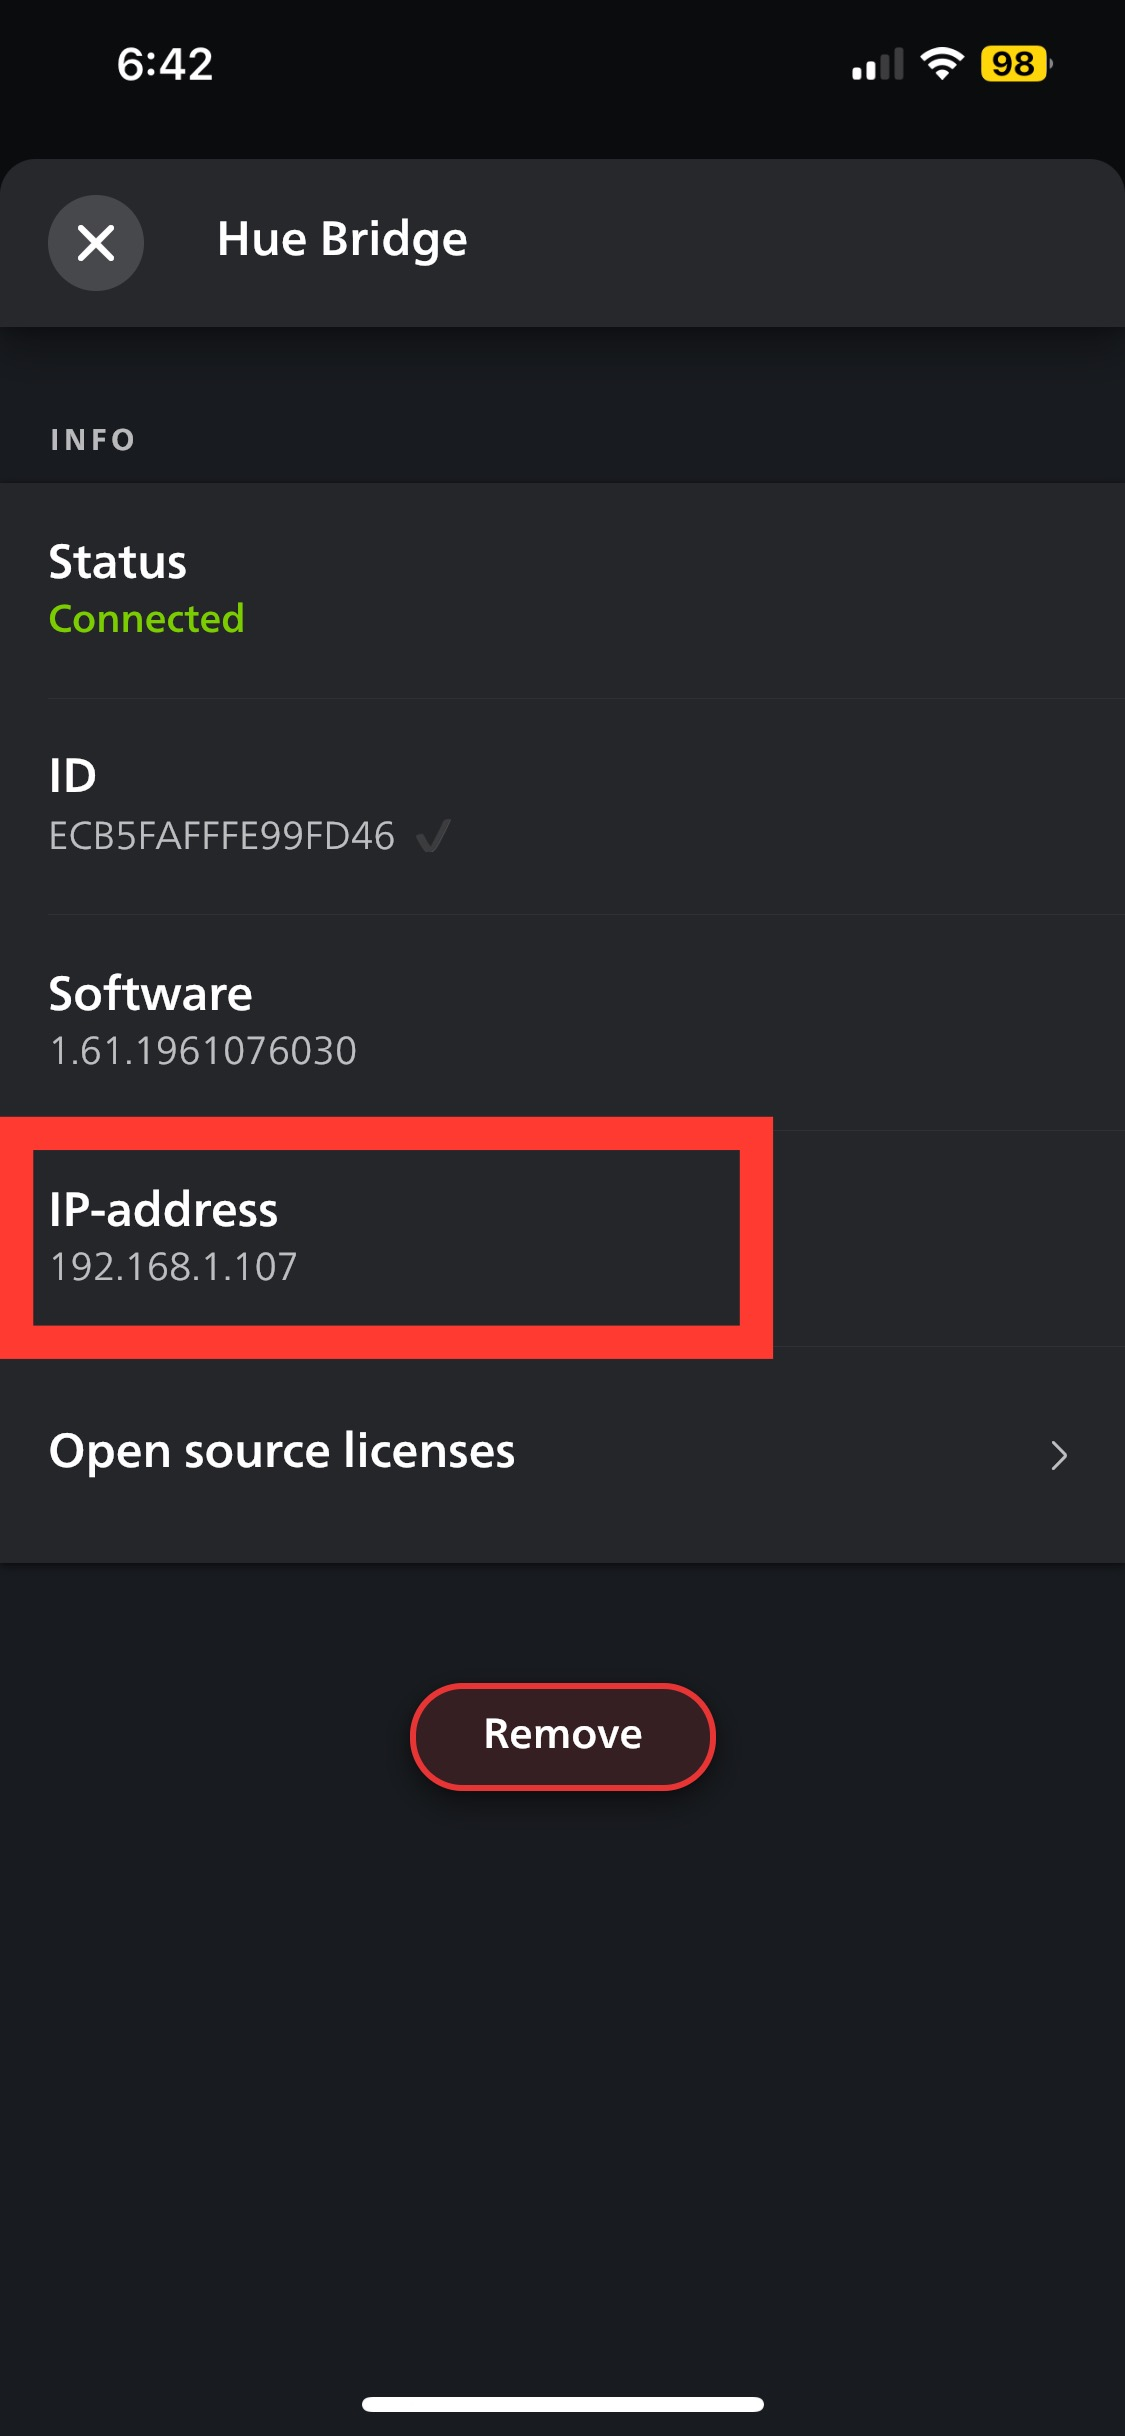 6:42
98
Hue Bridge
INFO
Status
Connected
ID
ECB5FAFFFE99FD46
Software
1.61.1961076030
IP-address
192.168.1.107
Open source licenses
Remove